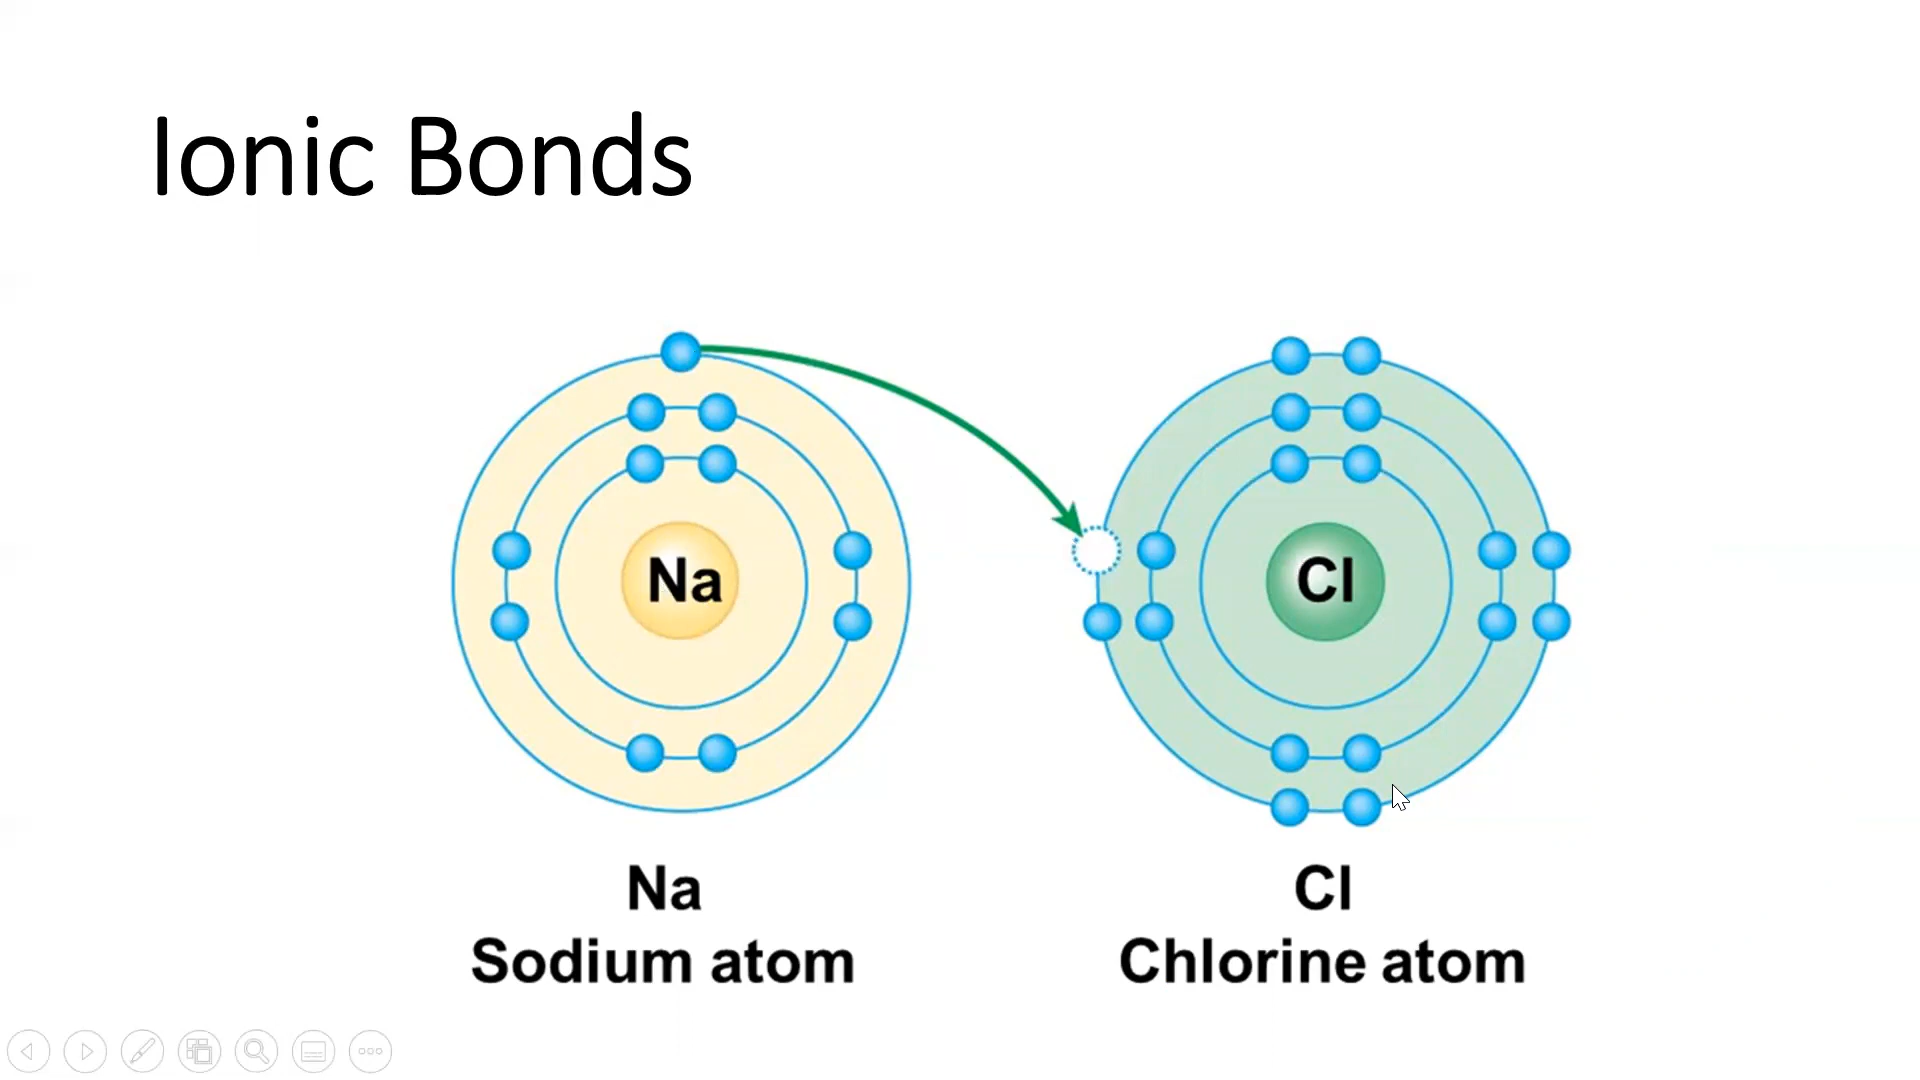 Ionic Bonds
Na
Cl
Na
Cl
Sodium atom
Chlorine atom